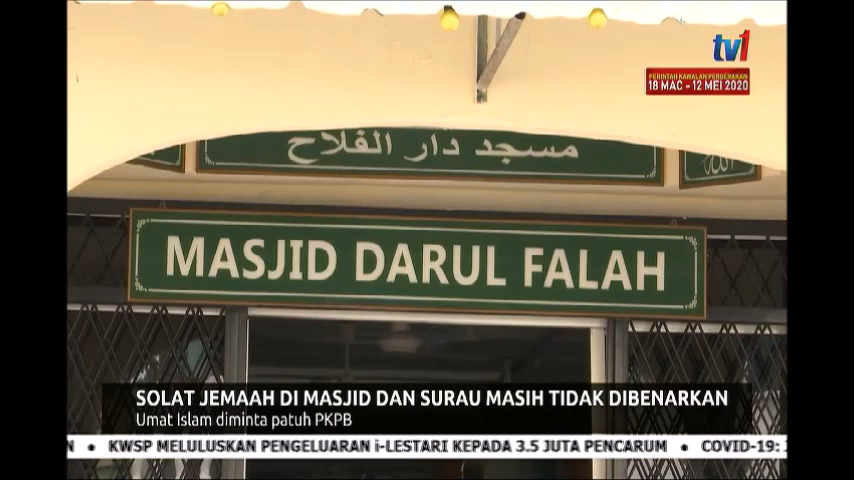 tv1
PERINTAH KAWALAN PERGERAKAN
18 MAC - 12 MEI 2020
مسجد دار الفلاح
الله
MASJID DARUL FALAH
SOLAT JEMAAH DI MASJID DAN SURAU MASIH TIDAK DIBENARKAN
Umat Islam diminta patuh PKPB
• KWSP MELULUSKAN PENGELUARAN i-LESTARI KEPADA 3.5 JUTA PENCARUM • COVID-19: